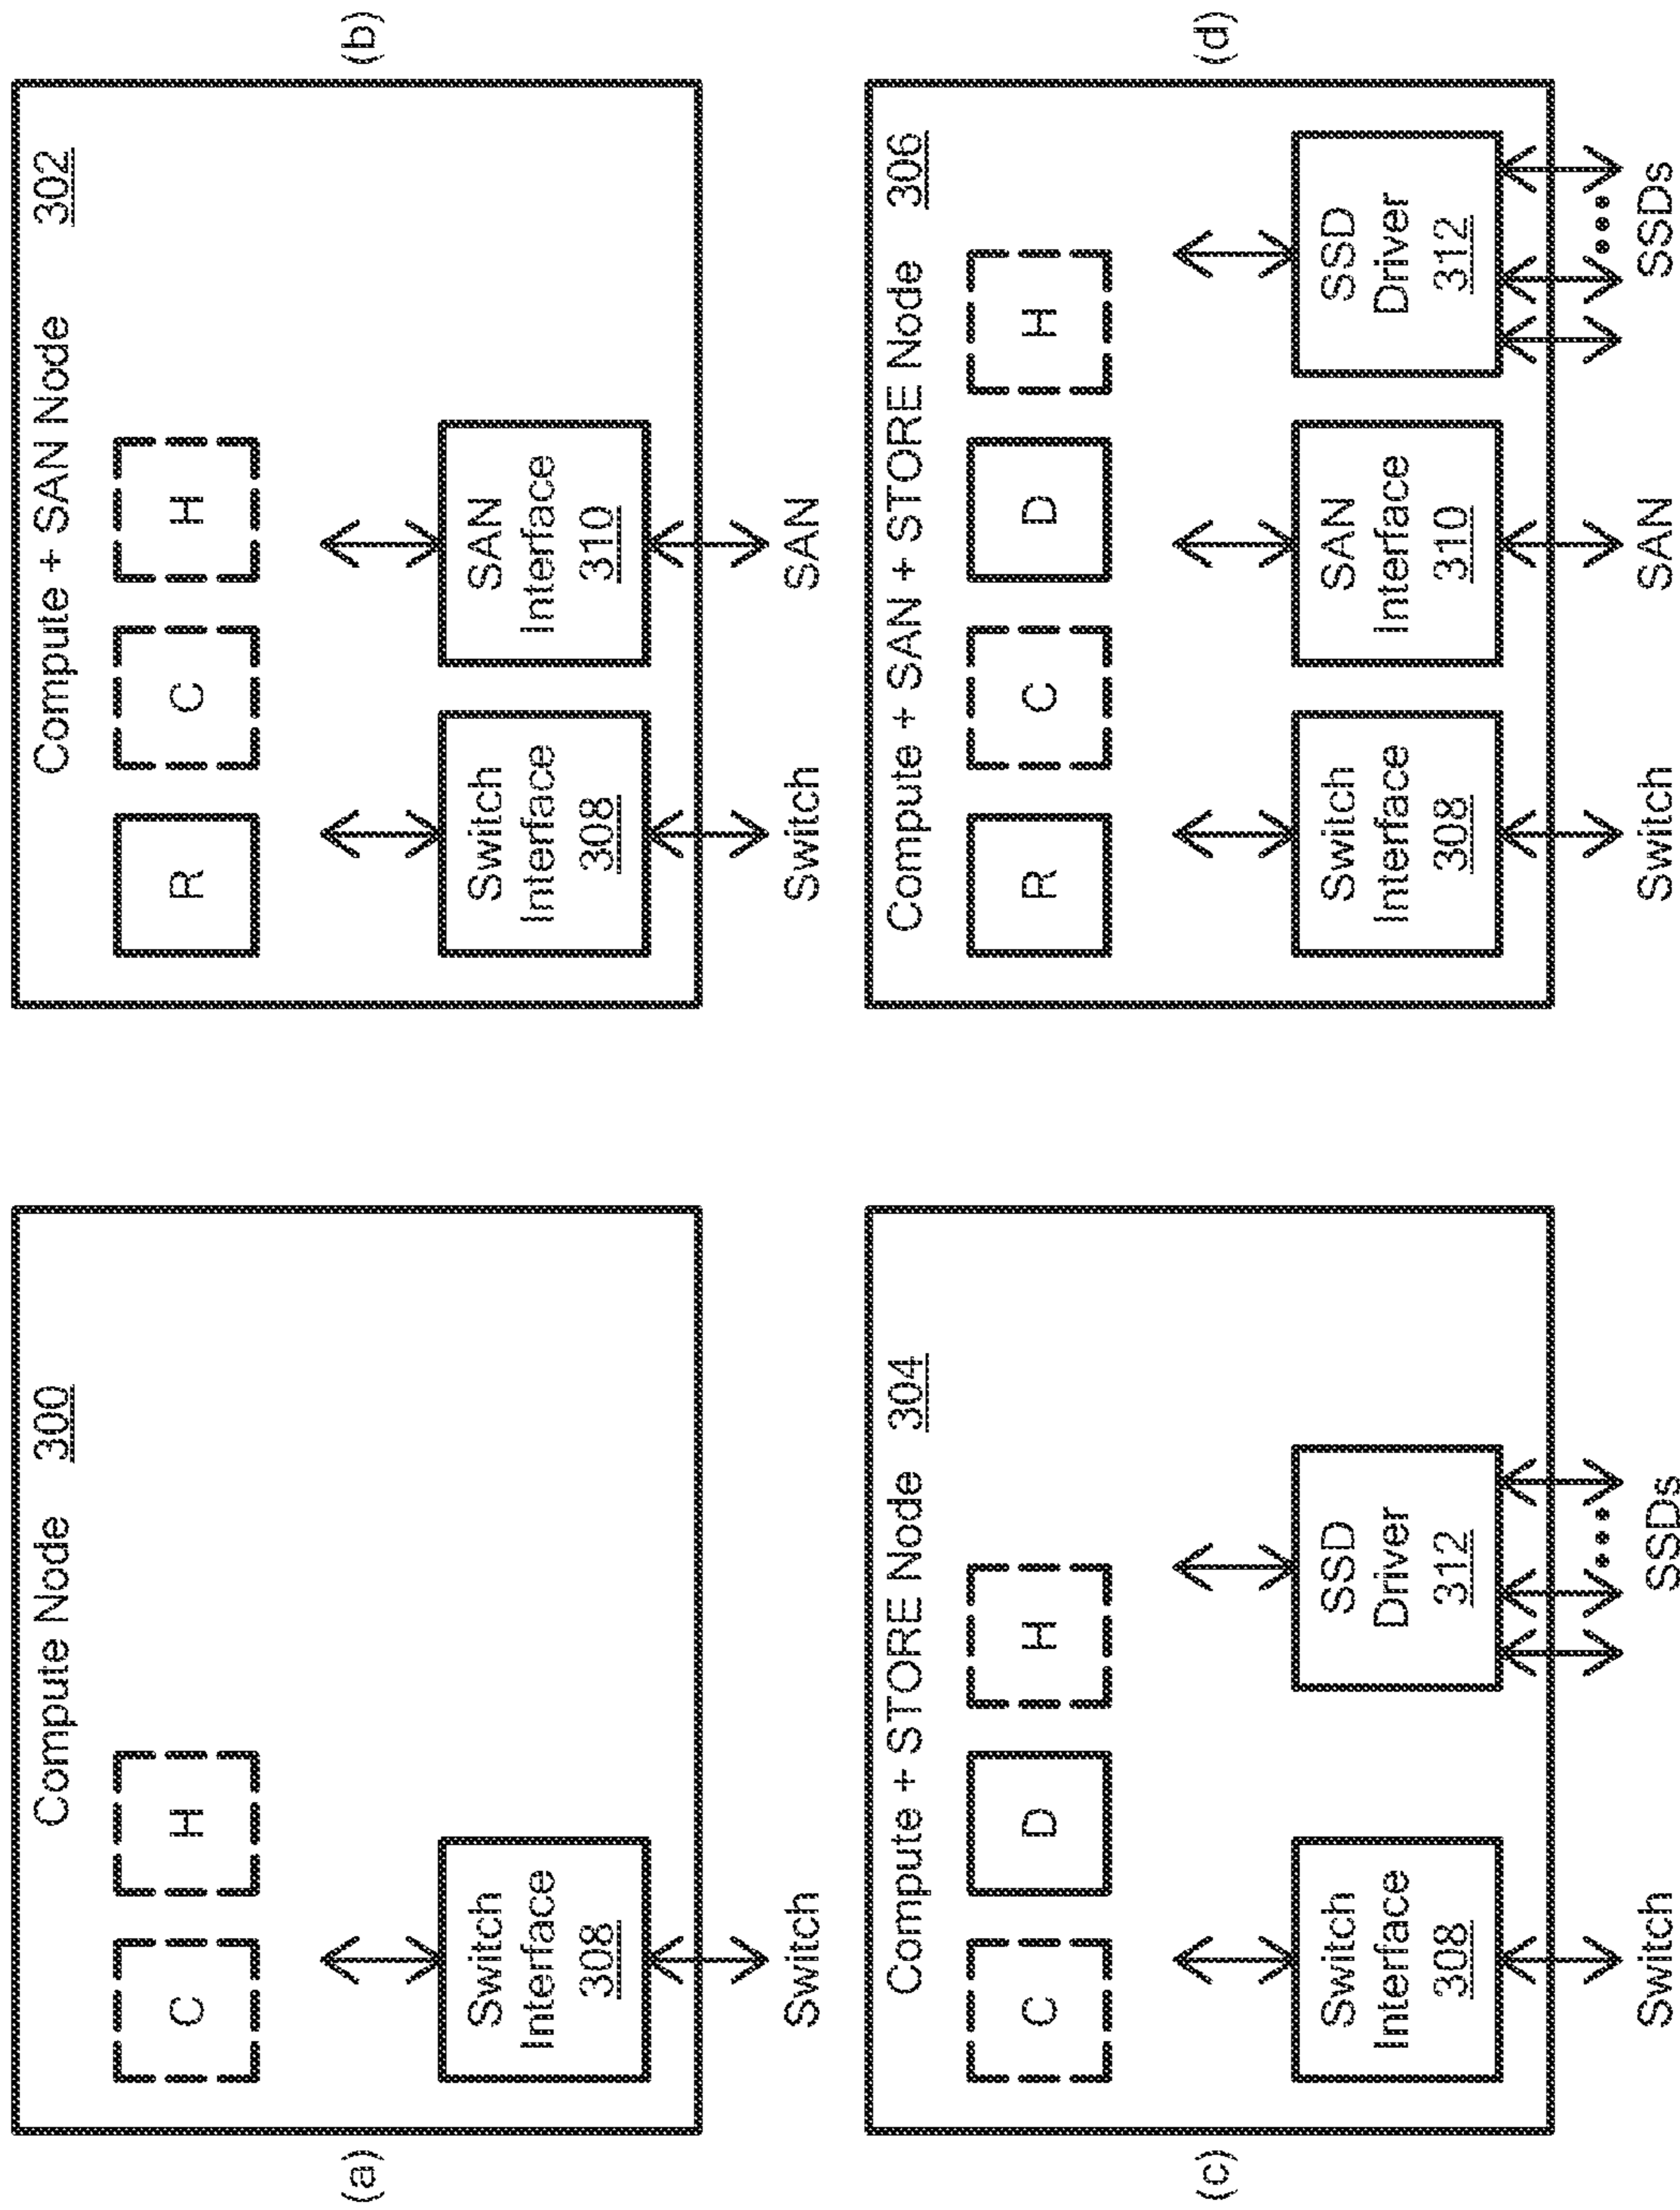 (a)
Compute Node 300
C H
Switch
Interface
308
Switch
(b)
Compute + SAN Node 302
R C H
Switch
Interface
308
SAN
Interface
310
Switch SAN
(c)
Compute + STORE Node 304
C D H
Switch
Interface
308
SSD
Driver
312
Switch SSDs
(d)
Compute + SAN + STORE Node 306
R C D H
Switch
Interface
308
SAN
Interface
310
SSD
Driver
312
Switch SAN SSDs